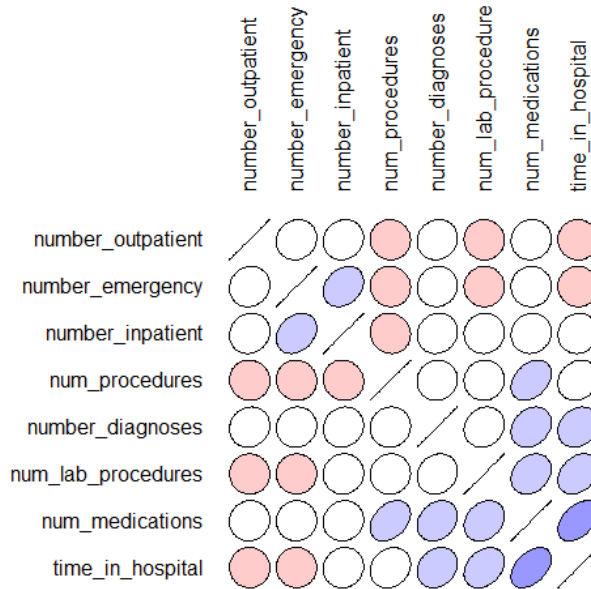 number_outpatient
number_emergency
number_inpatient
num_procedures
number_diagnoses
num_lab_procedure
num_medications
time_in_hospital
number_outpatient
number_emergency
number_inpatient
num_procedures
number_diagnoses
num_lab_procedures
num_medications
time_in_hospital